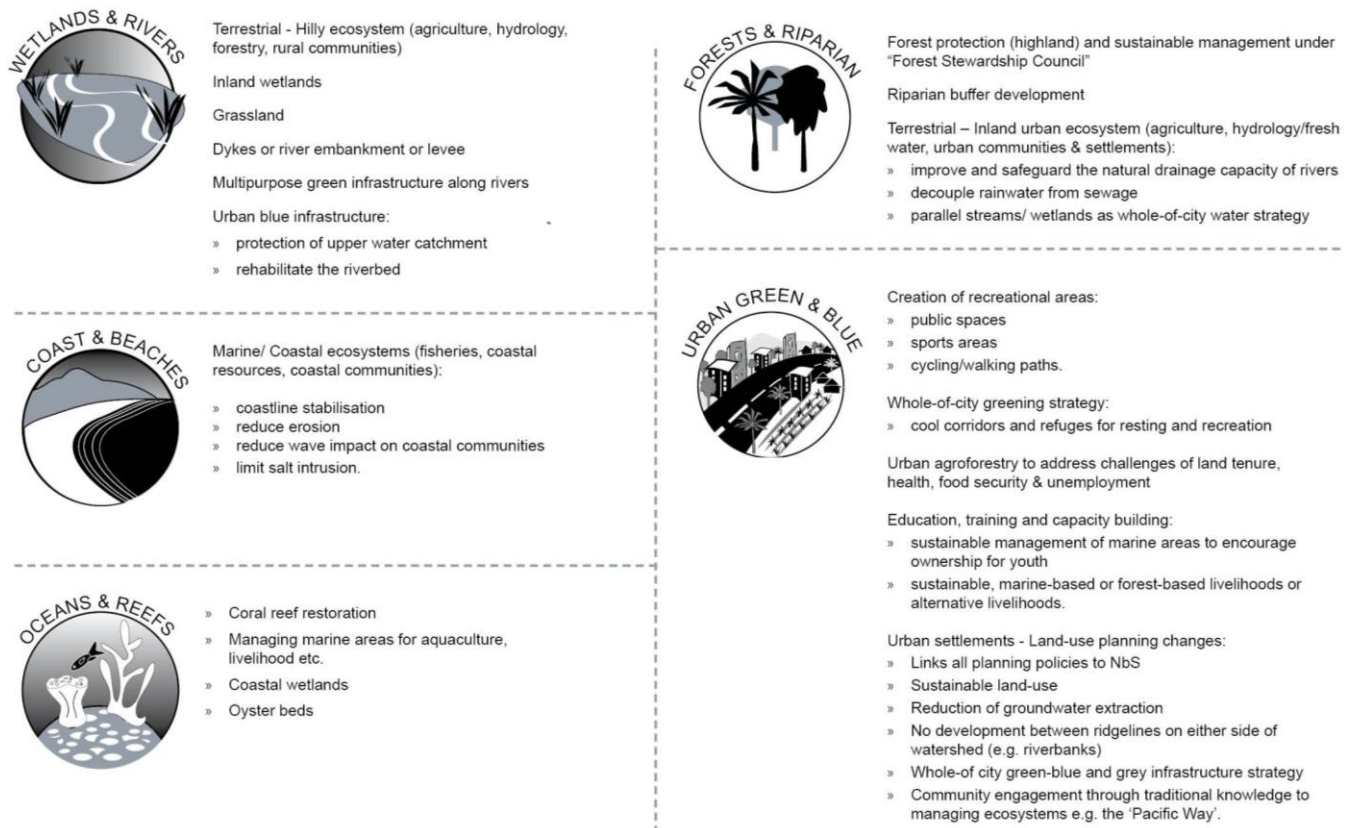 WETLANDS & RIVERS
Terrestrial - Hilly ecosystem (agriculture, hydrology,
forestry, rural communities)
Inland wetlands
Grassland
Dykes or river embankment or levee
Multipurpose green infrastructure along rivers
Urban blue infrastructure:
» protection of upper water catchment
» rehabilitate the riverbed
COAST & BEACHES
Marine/ Coastal ecosystems (fisheries, coastal
resources, coastal communities):
» coastline stabilisation
» reduce erosion
» reduce wave impact on coastal communities
» limit salt intrusion.
OCEANS & REEFS
» Coral reef restoration
» Managing marine areas for aquaculture,
livelihood etc.
» Coastal wetlands
» Oyster beds
FORESTS & RIPARIAN
Forest protection (highland) and sustainable management under
“Forest Stewardship Council”
Riparian buffer development
Terrestrial – Inland urban ecosystem (agriculture, hydrology/fresh
water, urban communities & settlements):
» improve and safeguard the natural drainage capacity of rivers
» decouple rainwater from sewage
» parallel streams/ wetlands as whole-of-city water strategy
URBAN GREEN & BLUE
Creation of recreational areas:
» public spaces
» sports areas
» cycling/walking paths.
Whole-of-city greening strategy:
» cool corridors and refuges for resting and recreation
Urban agroforestry to address challenges of land tenure,
health, food security & unemployment
Education, training and capacity building:
» sustainable management of marine areas to encourage
ownership for youth
» sustainable, marine-based or forest-based livelihoods or
alternative livelihoods.
Urban settlements - Land-use planning changes:
» Links all planning policies to NbS
» Sustainable land-use
» Reduction of groundwater extraction
» No development between ridgelines on either side of
watershed (e.g. riverbanks)
» Whole-of city green-blue and grey infrastructure strategy
» Community engagement through traditional knowledge to
managing ecosystems e.g. the ‘Pacific Way’.